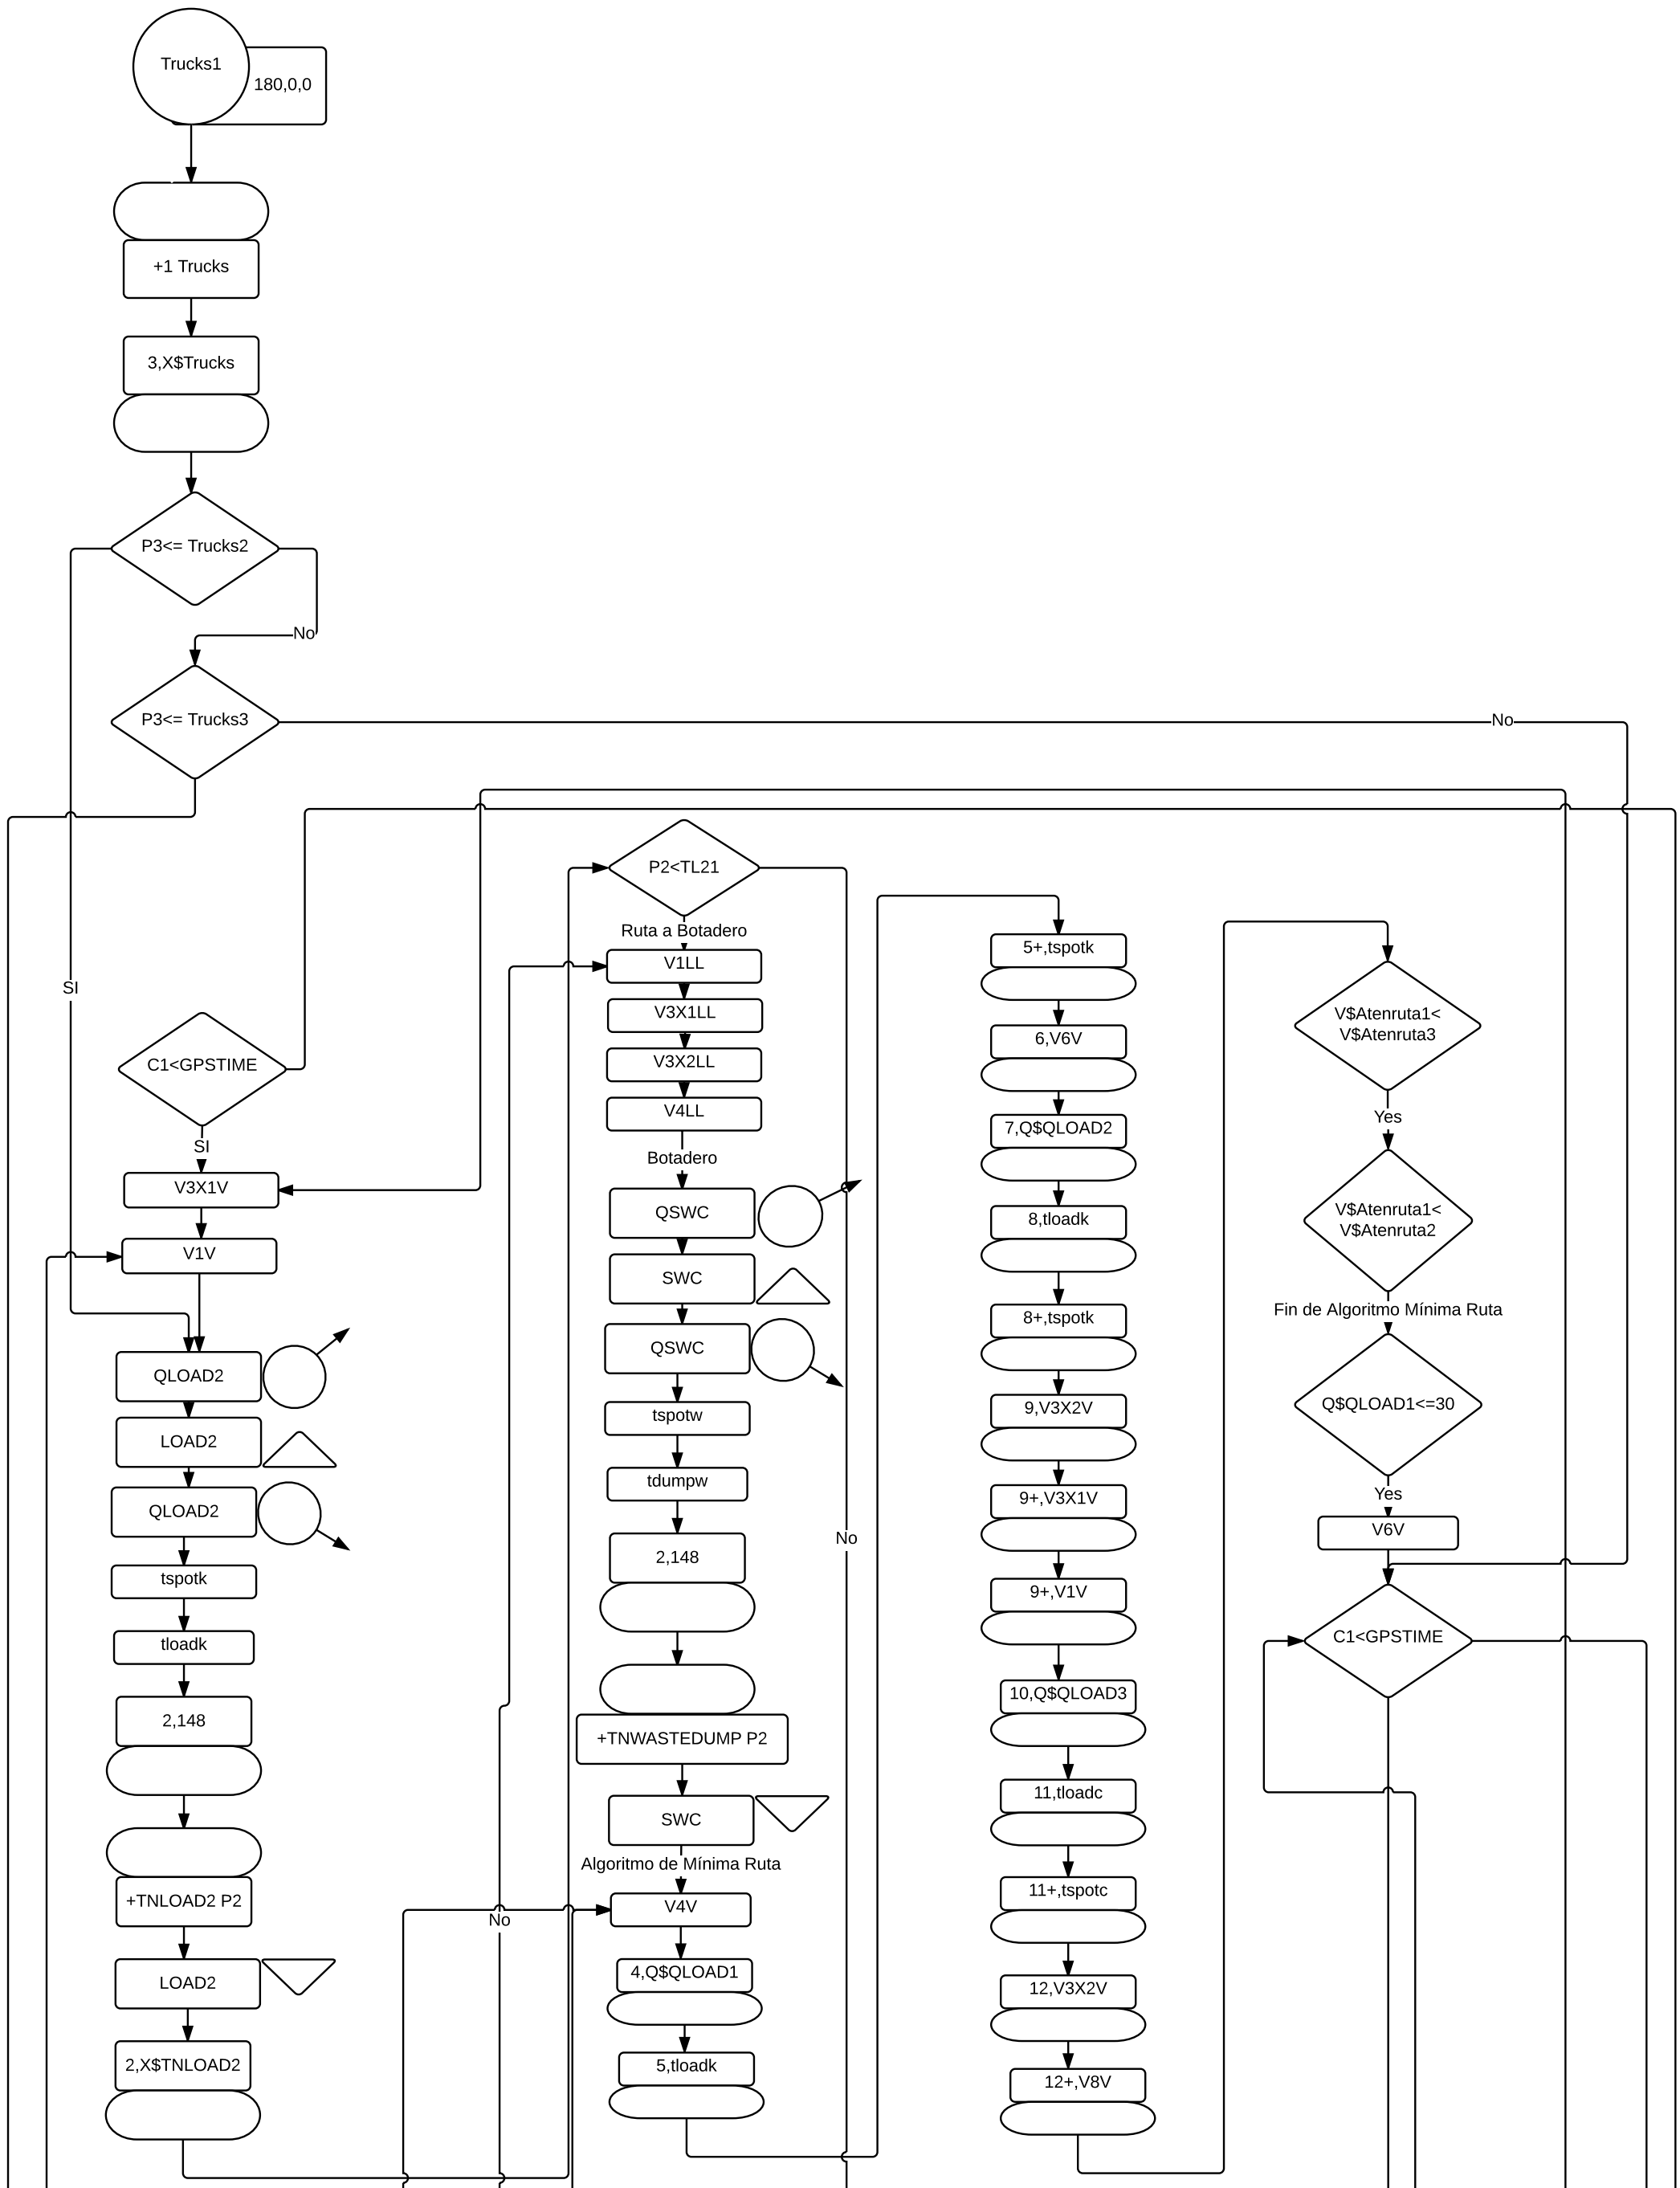 Trucks1
180,0,0
+1 Trucks
3,X$Trucks
P3<= Trucks2
No
SI
P3<= Trucks3
No
C1<GPSTIME
SI
V3X1V
V1V
QLOAD2
LOAD2
QLOAD2
tspotk
tloadk
2,148
+TNLOAD2 P2
LOAD2
2,X$TNLOAD2
P2<TL21
Ruta a Botadero
V1LL
V3X1LL
V3X2LL
V4LL
Botadero
QSWC
SWC
QSWC
tspotw
tdumpw
2,148
No
+TNWASTEDUMP P2
SWC
Algoritmo de Mínima Ruta
V4V
No
4,Q$QLOAD1
5,tloadk
5+,tspotk
6,V6V
7,Q$QLOAD2
8,tloadk
8+,tspotk
9,V3X2V
9+,V3X1V
9+,V1V
10,Q$QLOAD3
11,tloadc
11+,tspotc
12,V3X2V
12+,V8V
V$Atenruta1<
V$Atenruta3
Yes
V$Atenruta1<
V$Atenruta2
Fin de Algoritmo Mínima Ruta
Q$QLOAD1<=30
Yes
V6V
C1<GPSTIME